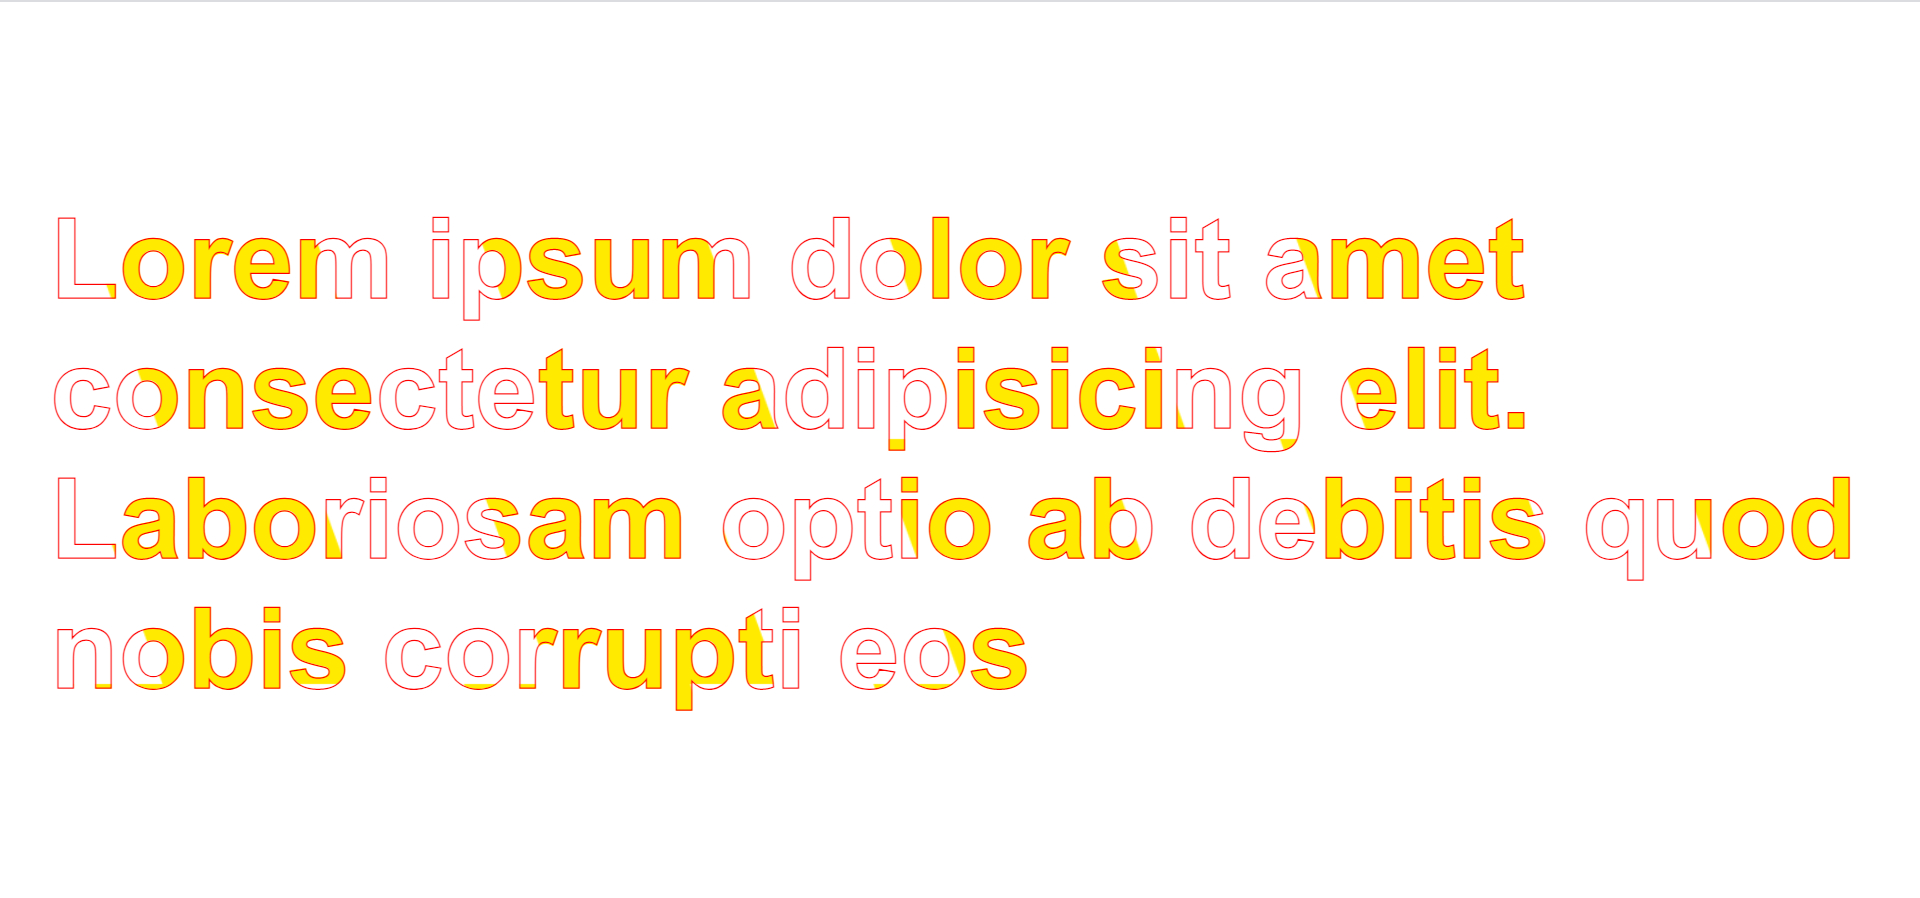 Lorem ipsum dolor sit amet
consectetur adipisicing elit.
Laboriosam optio ab debitis quod
nobis corrupti eos